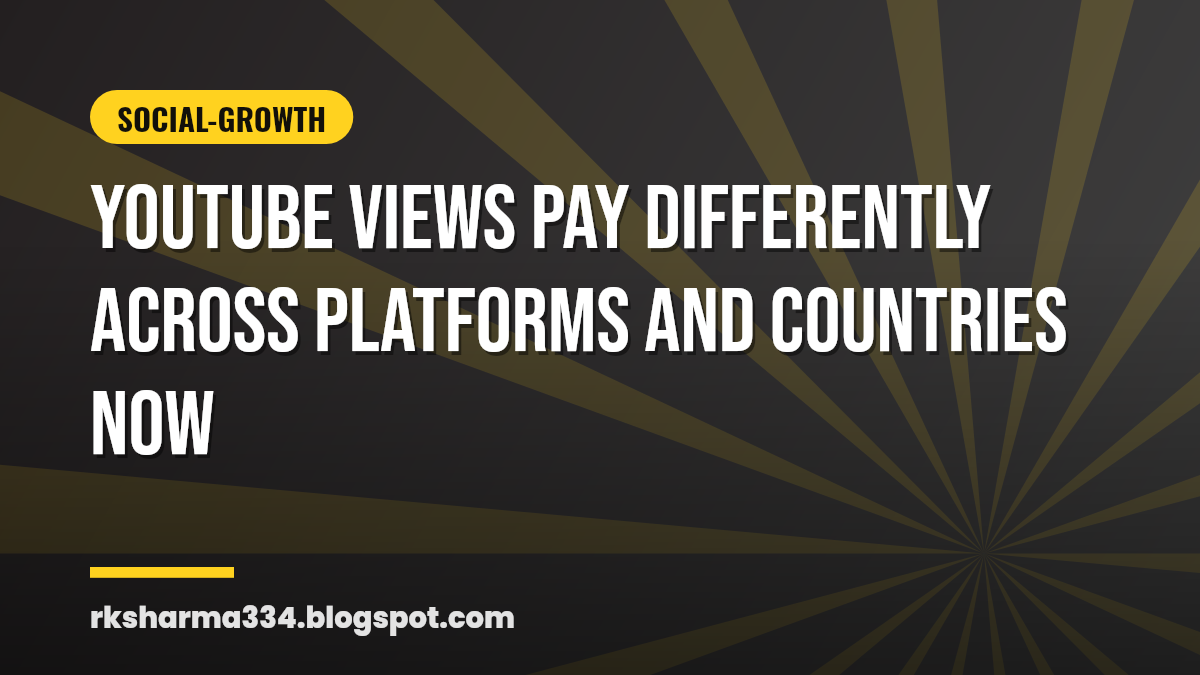 SOCIAL-GROWTH
YOUTUBE VIEWS PAY DIFFERENTLY
ACROSS PLATFORMS AND COUNTRIES
NOW
rksharma334.blogspot.com